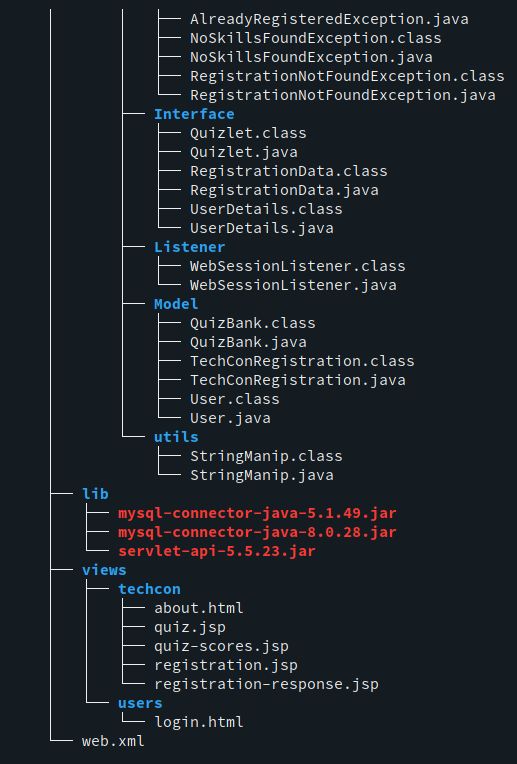 AlreadyRegisteredException.java
NoSkillsFoundException.class
NoSkillsFoundException.java
RegistrationNotFoundException.class
RegistrationNotFoundException.java
Interface
Quizlet.class
Quizlet.java
RegistrationData.class
RegistrationData.java
UserDetails.class
UserDetails.java
Listener
WebSessionListener.class
WebSessionListener.java
Model
QuizBank.class
QuizBank.java
TechConRegistration.class
TechConRegistration.java
User.class
User.java
utils
StringManip.class
StringManip.java
lib
mysql-connector-java-5.1.49.jar
mysql-connector-java-8.0.28.jar
servlet-api-5.5.23.jar
views
techcon
about.html
quiz.jsp
quiz-scores.jsp
registration.jsp
registration-response.jsp
users
login.html
web.xml